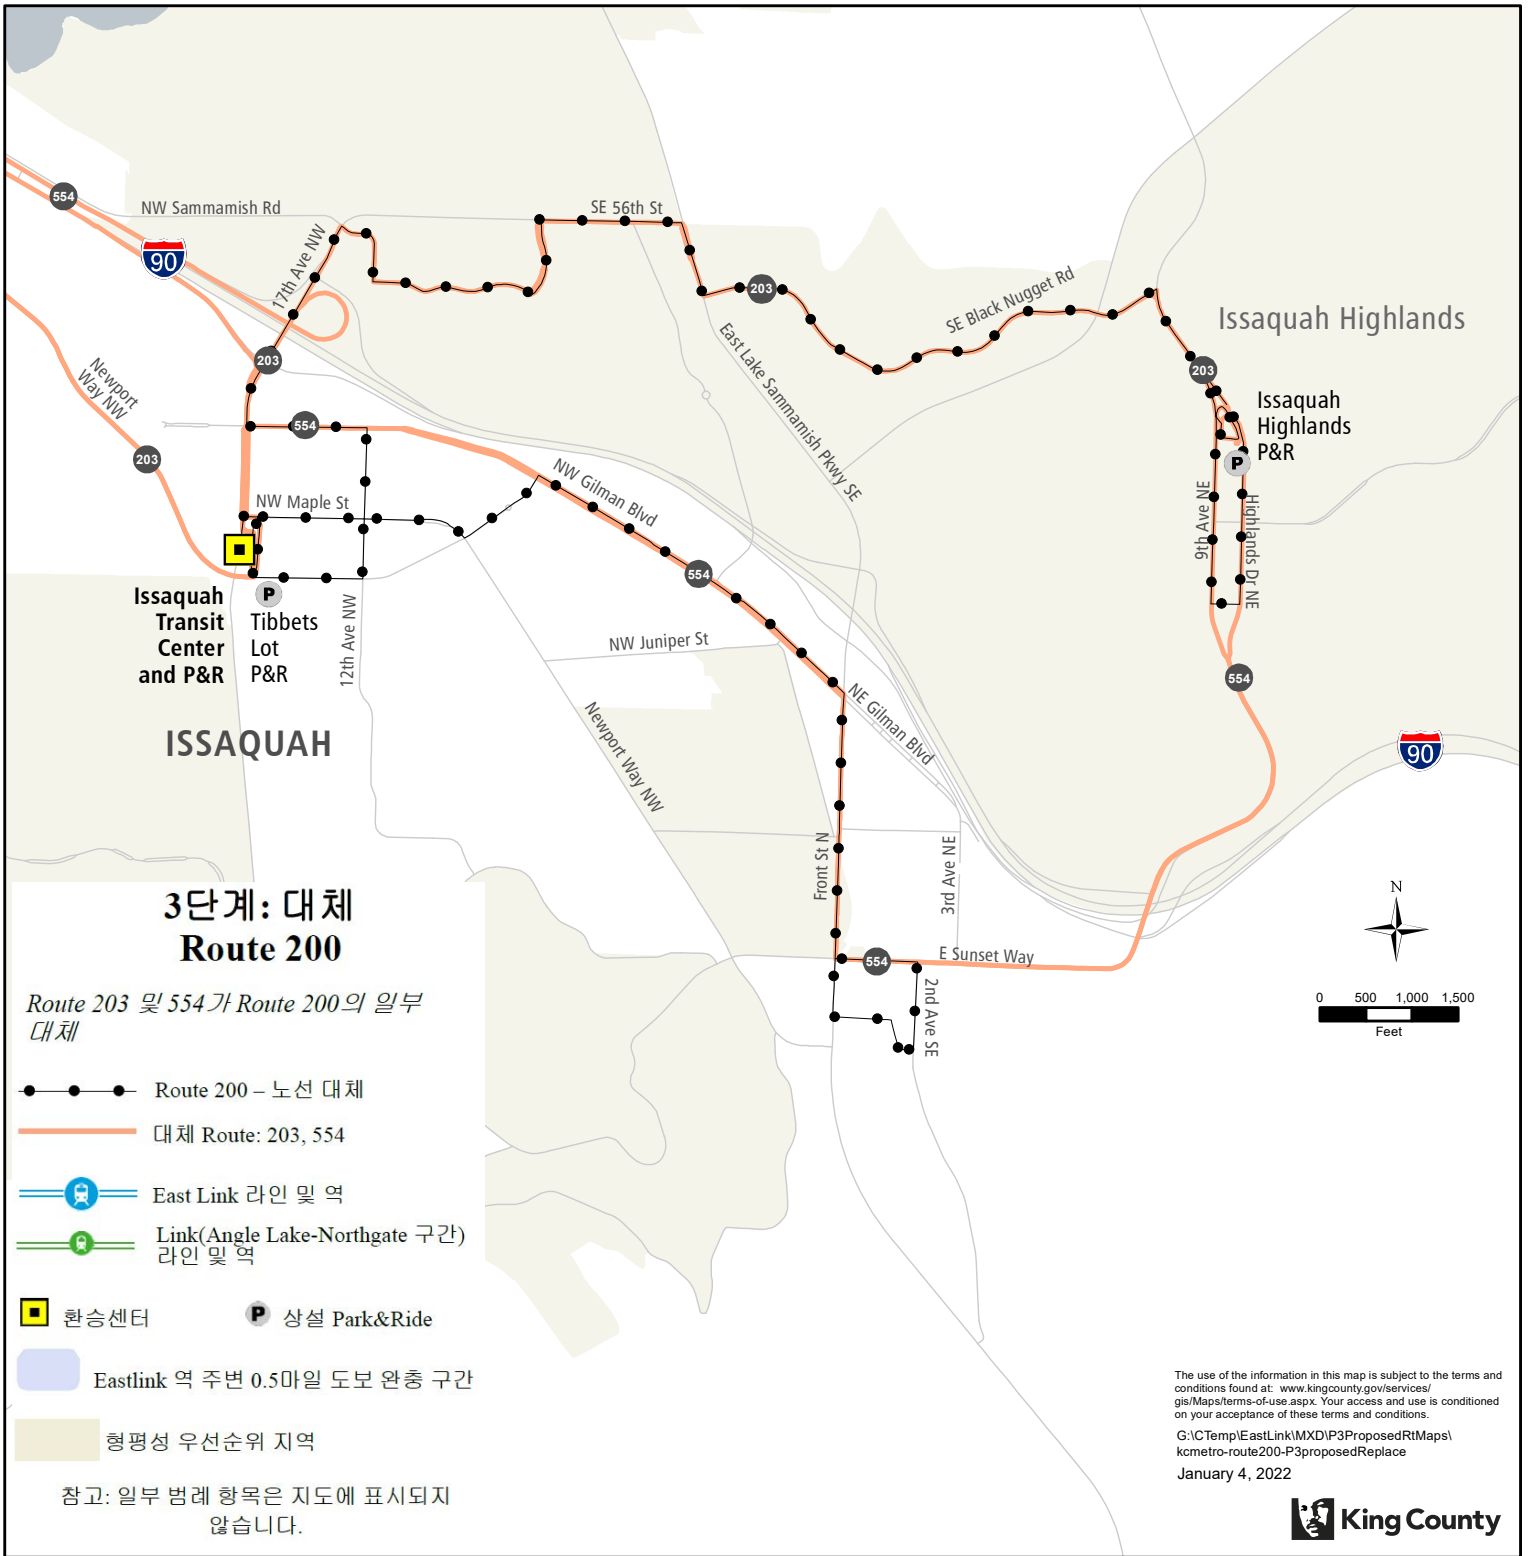 554
NW Sammamish Rd
90
17th Ave NW
SE 56th St
203
SE Black Nugget Rd
Issaquah Highlands
East Lake Sammamish Pkwy SE
203
203
Issaquah
Highlands
P&R
P
9th Ave NE
Highlands Dr NE
Newport
Way NW
203
554
NW Maple St
NW Gilman Blvd
554
Issaquah
Transit
Center
and P&R
P
Tibbets
Lot
P&R
12th Ave NW
NW Juniper St
554
ISSAQUAH
Newport Way NW
NE Gilman Blvd
90
Front St N
3rd Ave NE
554
E Sunset Way
2nd Ave SE
N
0 500 1,000 1,500
Feet
3단계: 대체
Route 200
Route 203 및 554가 Route 200의 일부
대체
Route 200 – 노선 대체
대체 Route: 203, 554
East Link 라인 및 역
Link(Angle Lake-Northgate 구간)
라인 및 역
환승센터
P 상설 Park&Ride
Eastlink 역 주변 0.5마일 도보 완충 구간
형평성 우선순위 지역
참고: 일부 범례 항목은 지도에 표시되지
않습니다.
The use of the information in this map is subject to the terms and
conditions found at: www.kingcounty.gov/services/
gis/Maps/terms-of-use.aspx. Your access and use is conditioned
on your acceptance of these terms and conditions.
G:\CTemp\EastLink\MXD\P3ProposedRtMaps\
kcmetro-route200-P3proposedReplace
January 4, 2022
King County